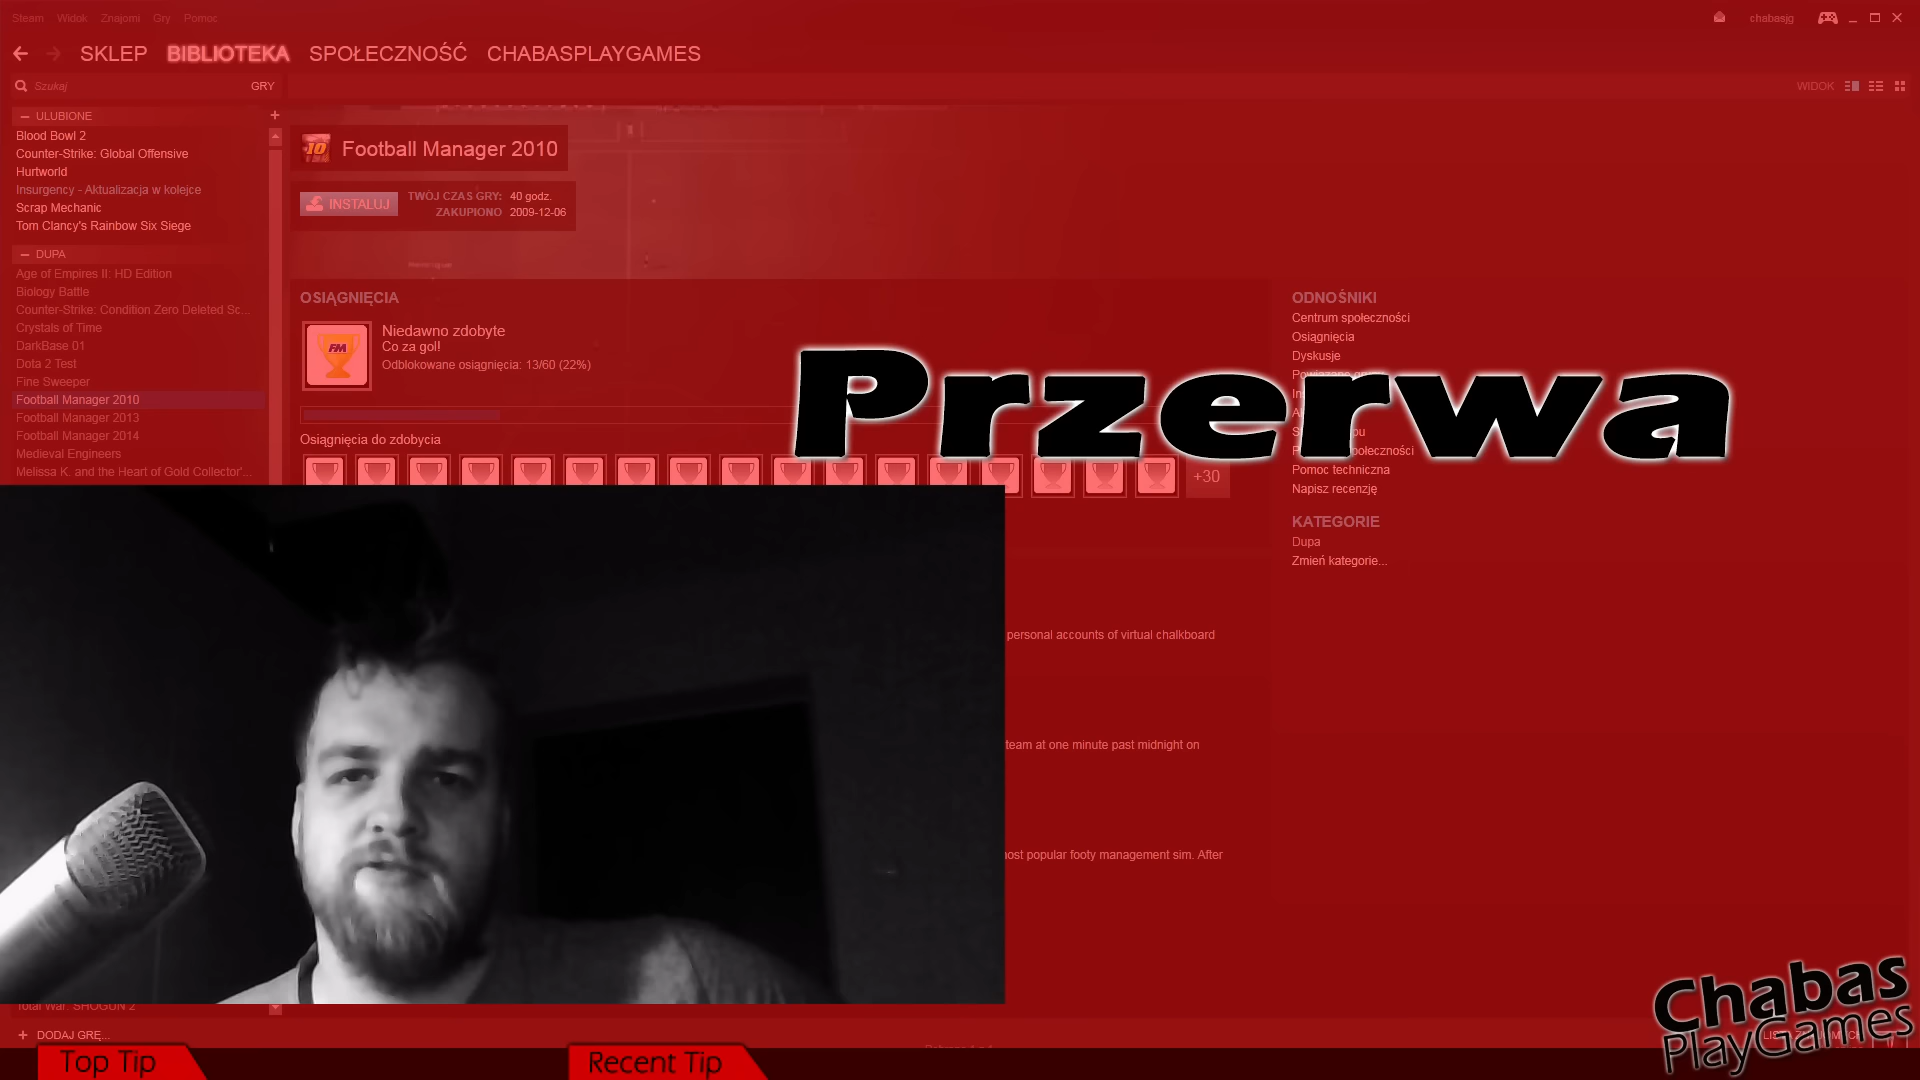 Steam Widok Znajomi Gry Pomoc
chabasjg
SKLEP BIBLIOTEKA SPOŁECZNOŚĆ CHABASPLAYGAMES
Szukaj GRY
WIDOK
ULUBIONE
Blood Bowl 2
Counter-Strike: Global Offensive
Hurtworld
Insurgency - Aktualizacja w kolejce
Scrap Mechanic
Tom Clancy's Rainbow Six Siege
DUPA
Age of Empires II: HD Edition
Biology Battle
Counter-Strike: Condition Zero Deleted Sc...
Crystals of Time
DarkBase 01
Dota 2 Test
Fine Sweeper
Football Manager 2010
Football Manager 2013
Football Manager 2014
Medieval Engineers
Melissa K. and the Heart of Gold Collector'...
Total War: SHOGUN 2
DODAJ GRĘ...
10
Football Manager 2010
INSTALUJ
TWÓJ CZAS GRY: 40 godz.
ZAKUPIONO 2009-12-06
OSIĄGNIĘCIA
FM
Niedawno zdobyte
Co za gol!
Odblokowane osiągnięcia: 13/60 (22%)
Osiągnięcia do zdobycia
+30
personal accounts of virtual chalkboard
team at one minute past midnight on
most popular footy management sim. After
ODNOŚNIKI
Centrum społeczności
Osiągnięcia
Dyskusje
Pomoc techniczna
Napisz recenzję
KATEGORIE
Dupa
Zmień kategorie...
Przerwa
Chabas
PlayGames
Top Tip
Recent Tip